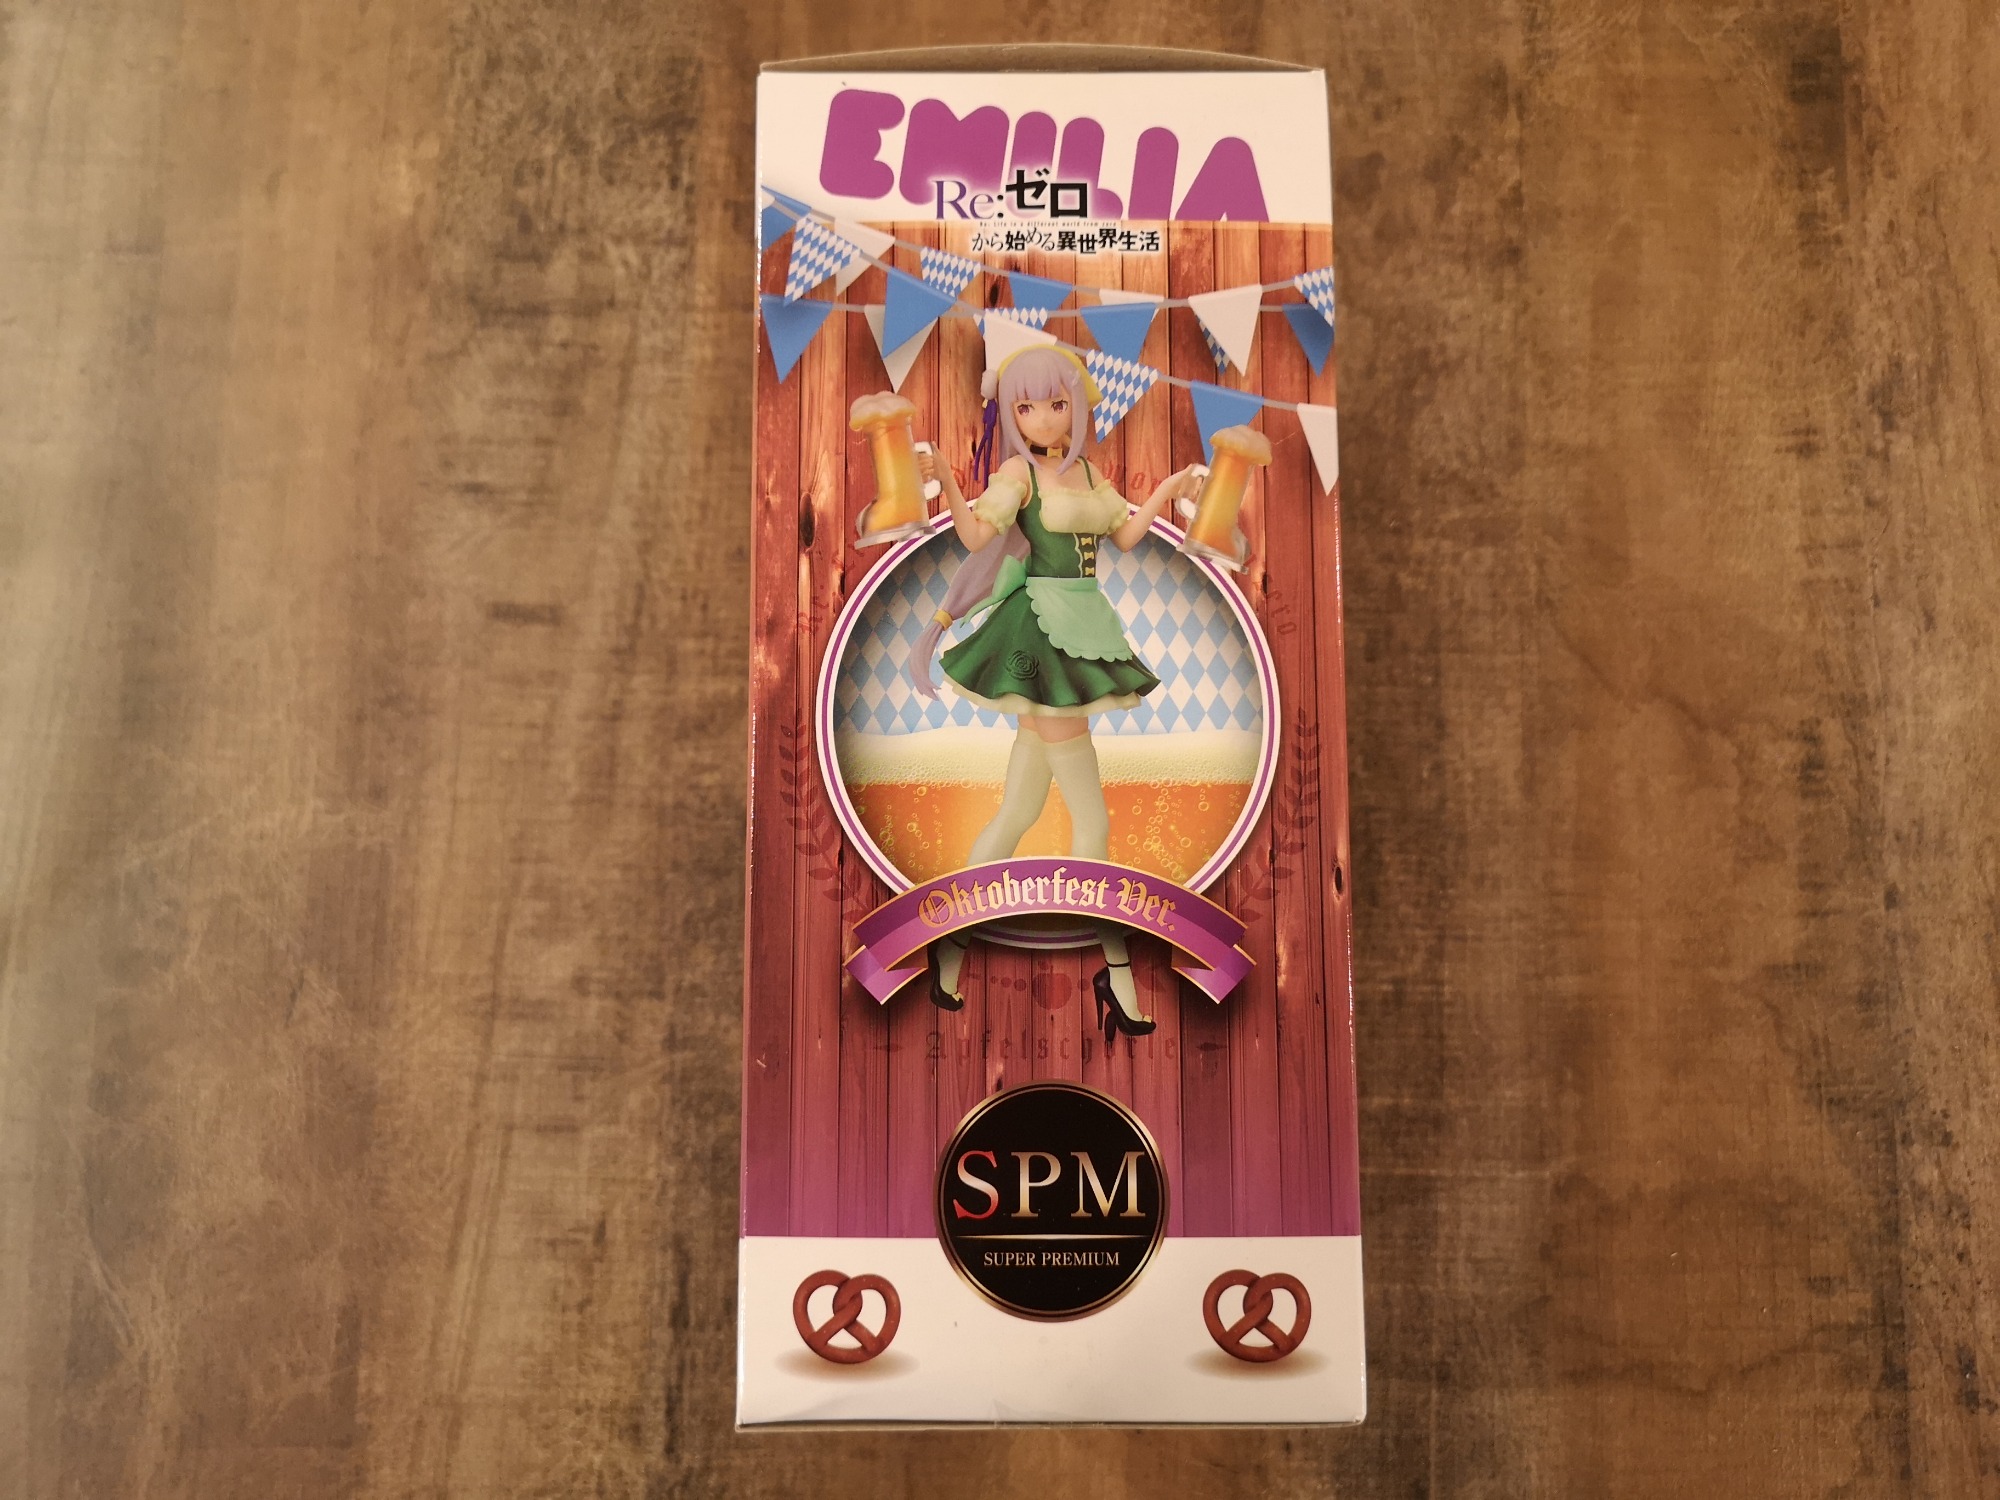 EMILIA
Re:ゼロ
Re: Life in a different world from zero
から始める異世界生活
Oktoberfest Ver.
Apfelschorle
SPM
SUPER PREMIUM